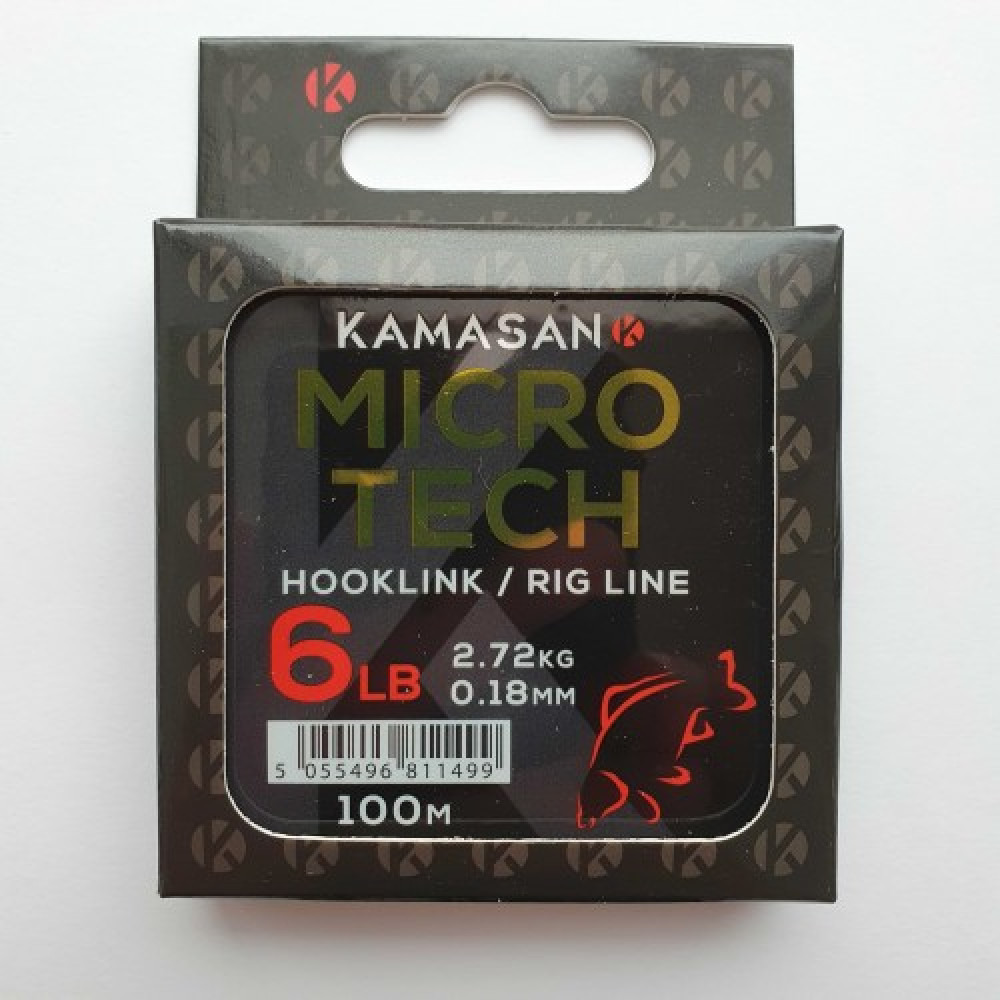 KAMASAN
MICRO
TECH
HOOKLINK / RIG LINE
6LB
2.72KG
0.18MM
5 055496 811499
100M